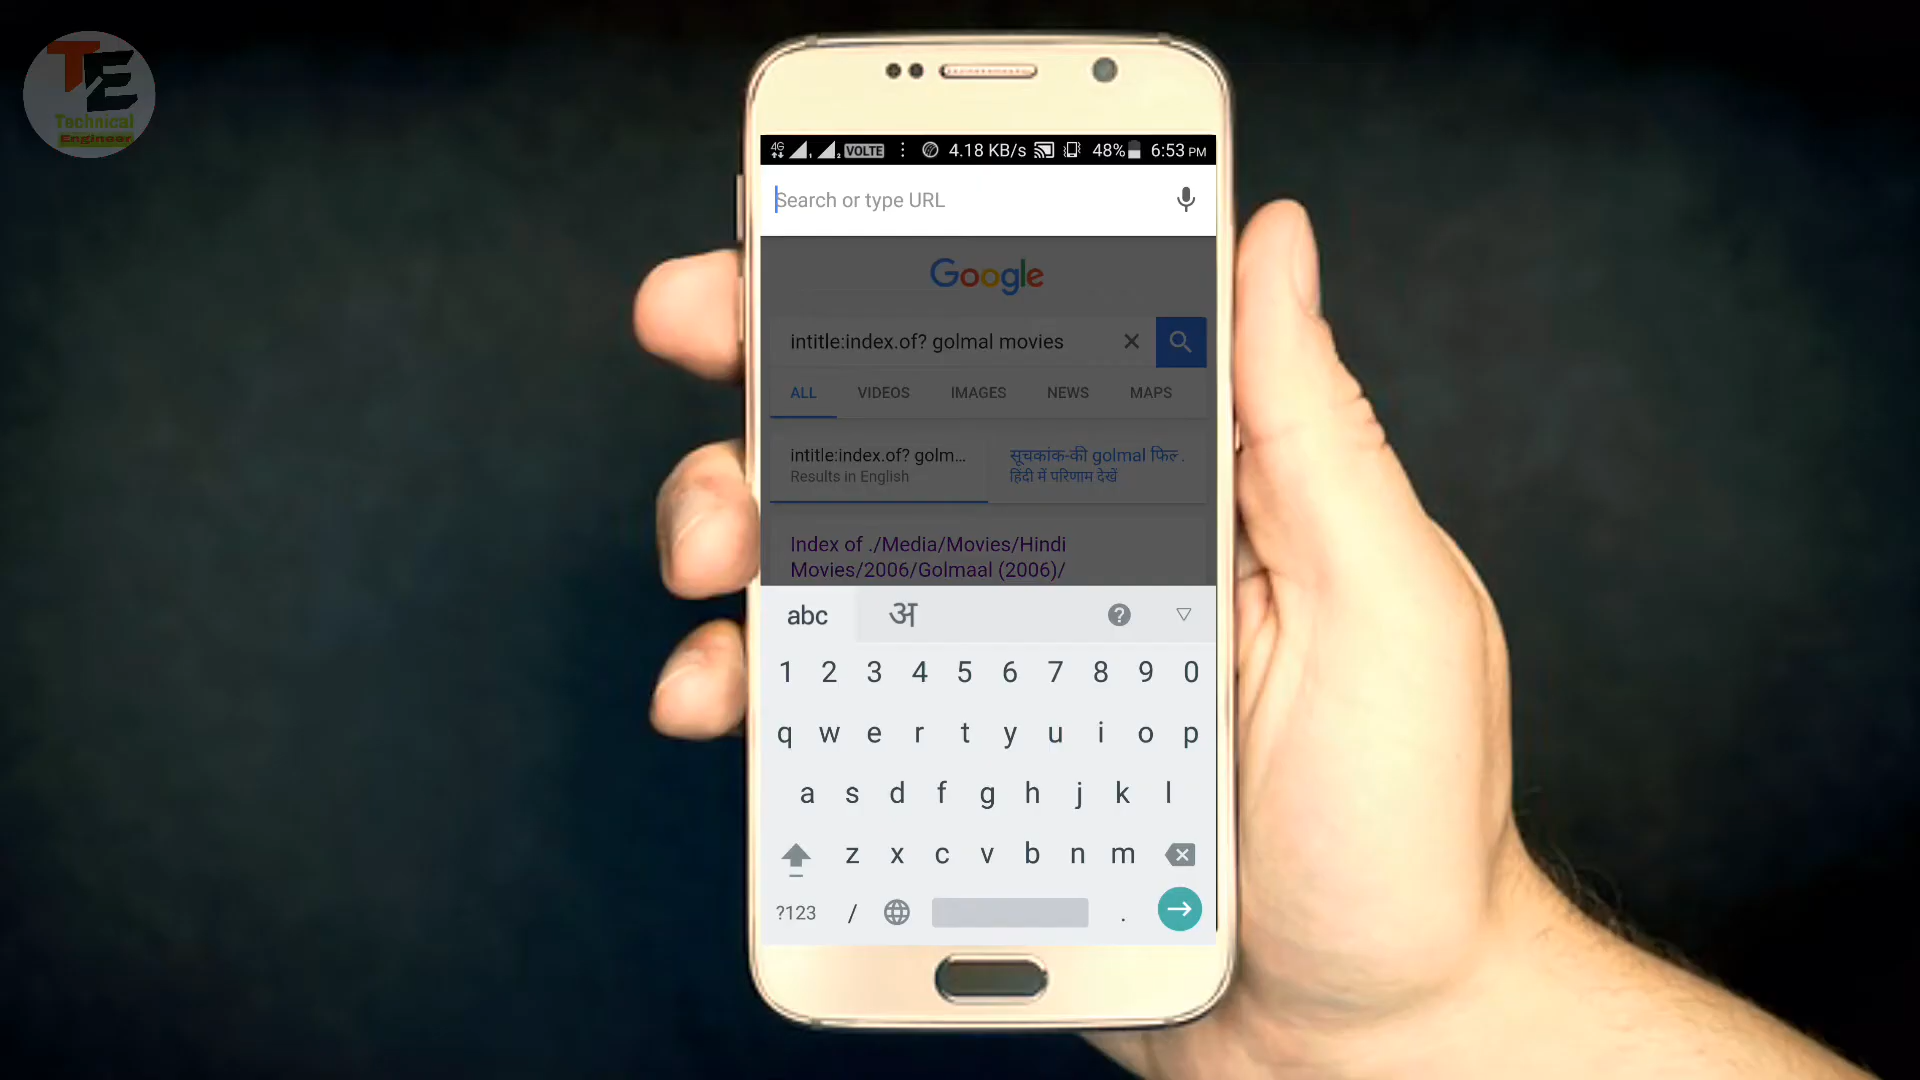 TE
Technical
Engineer
4G 1 2 VOLTE 4.18 KB/s 48% 6:53 PM
Search or type URL
Google
intitle:index.of? golmal movies
ALL VIDEOS IMAGES NEWS MAPS
intitle:index.of? golm... सूचकांक-की golmal फिल्
Results in English हिंदी में परिणाम देखें
Index of ./Media/Movies/Hindi
Movies/2006/Golmaal (2006)/
abc अ ?
1 2 3 4 5 6 7 8 9 0
q w e r t y u i o p
a s d f g h j k l
z x c v b n m
?123 / .